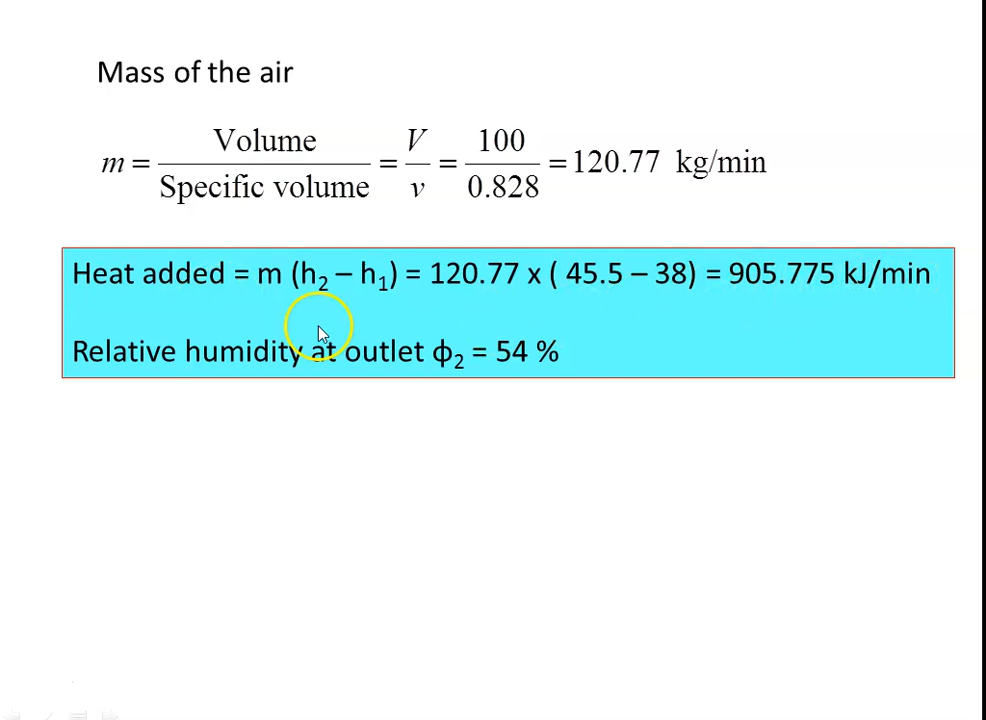 Mass of the air
m = Volume / Specific volume = V / v = 100 / 0.828 = 120.77 kg/min
Heat added = m (h₂ – h₁) = 120.77 x ( 45.5 – 38) = 905.775 kJ/min
Relative humidity at outlet ϕ₂ = 54 %